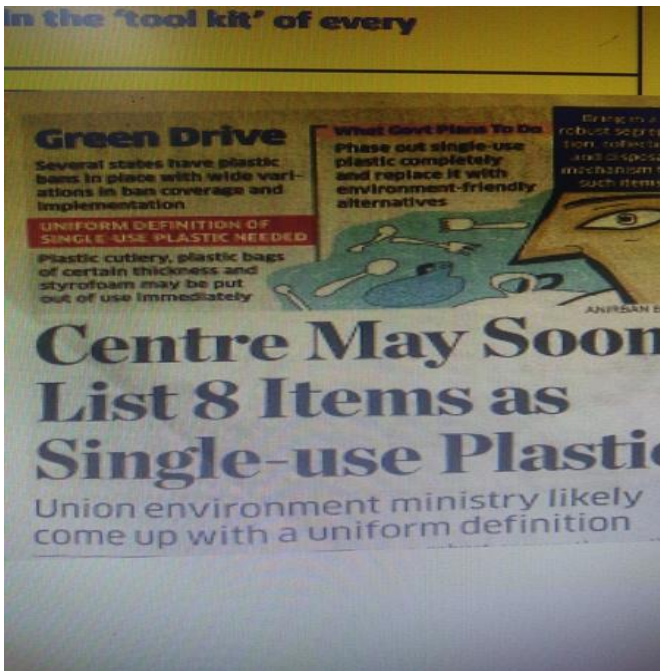 in the 'tool kit' of every
Green Drive
Several states have plastic
bans in place with wide vari-
ations in ban coverage and
implementation
UNIFORM DEFINITION OF
SINGLE-USE PLASTIC NEEDED
Plastic cutlery, plastic bags
of certain thickness and
styrofoam may be put
out of use immediately
What Govt Plans To Do
Phase out single-use
plastic completely
and replace it with
environment-friendly
alternatives
Bring in a
robust segrega
tion, collection
and disposal
mechanism
such items
ANIRBAN B
Centre May Soon
List 8 Items as
Single-use Plastic
Union environment ministry likely
come up with a uniform definition